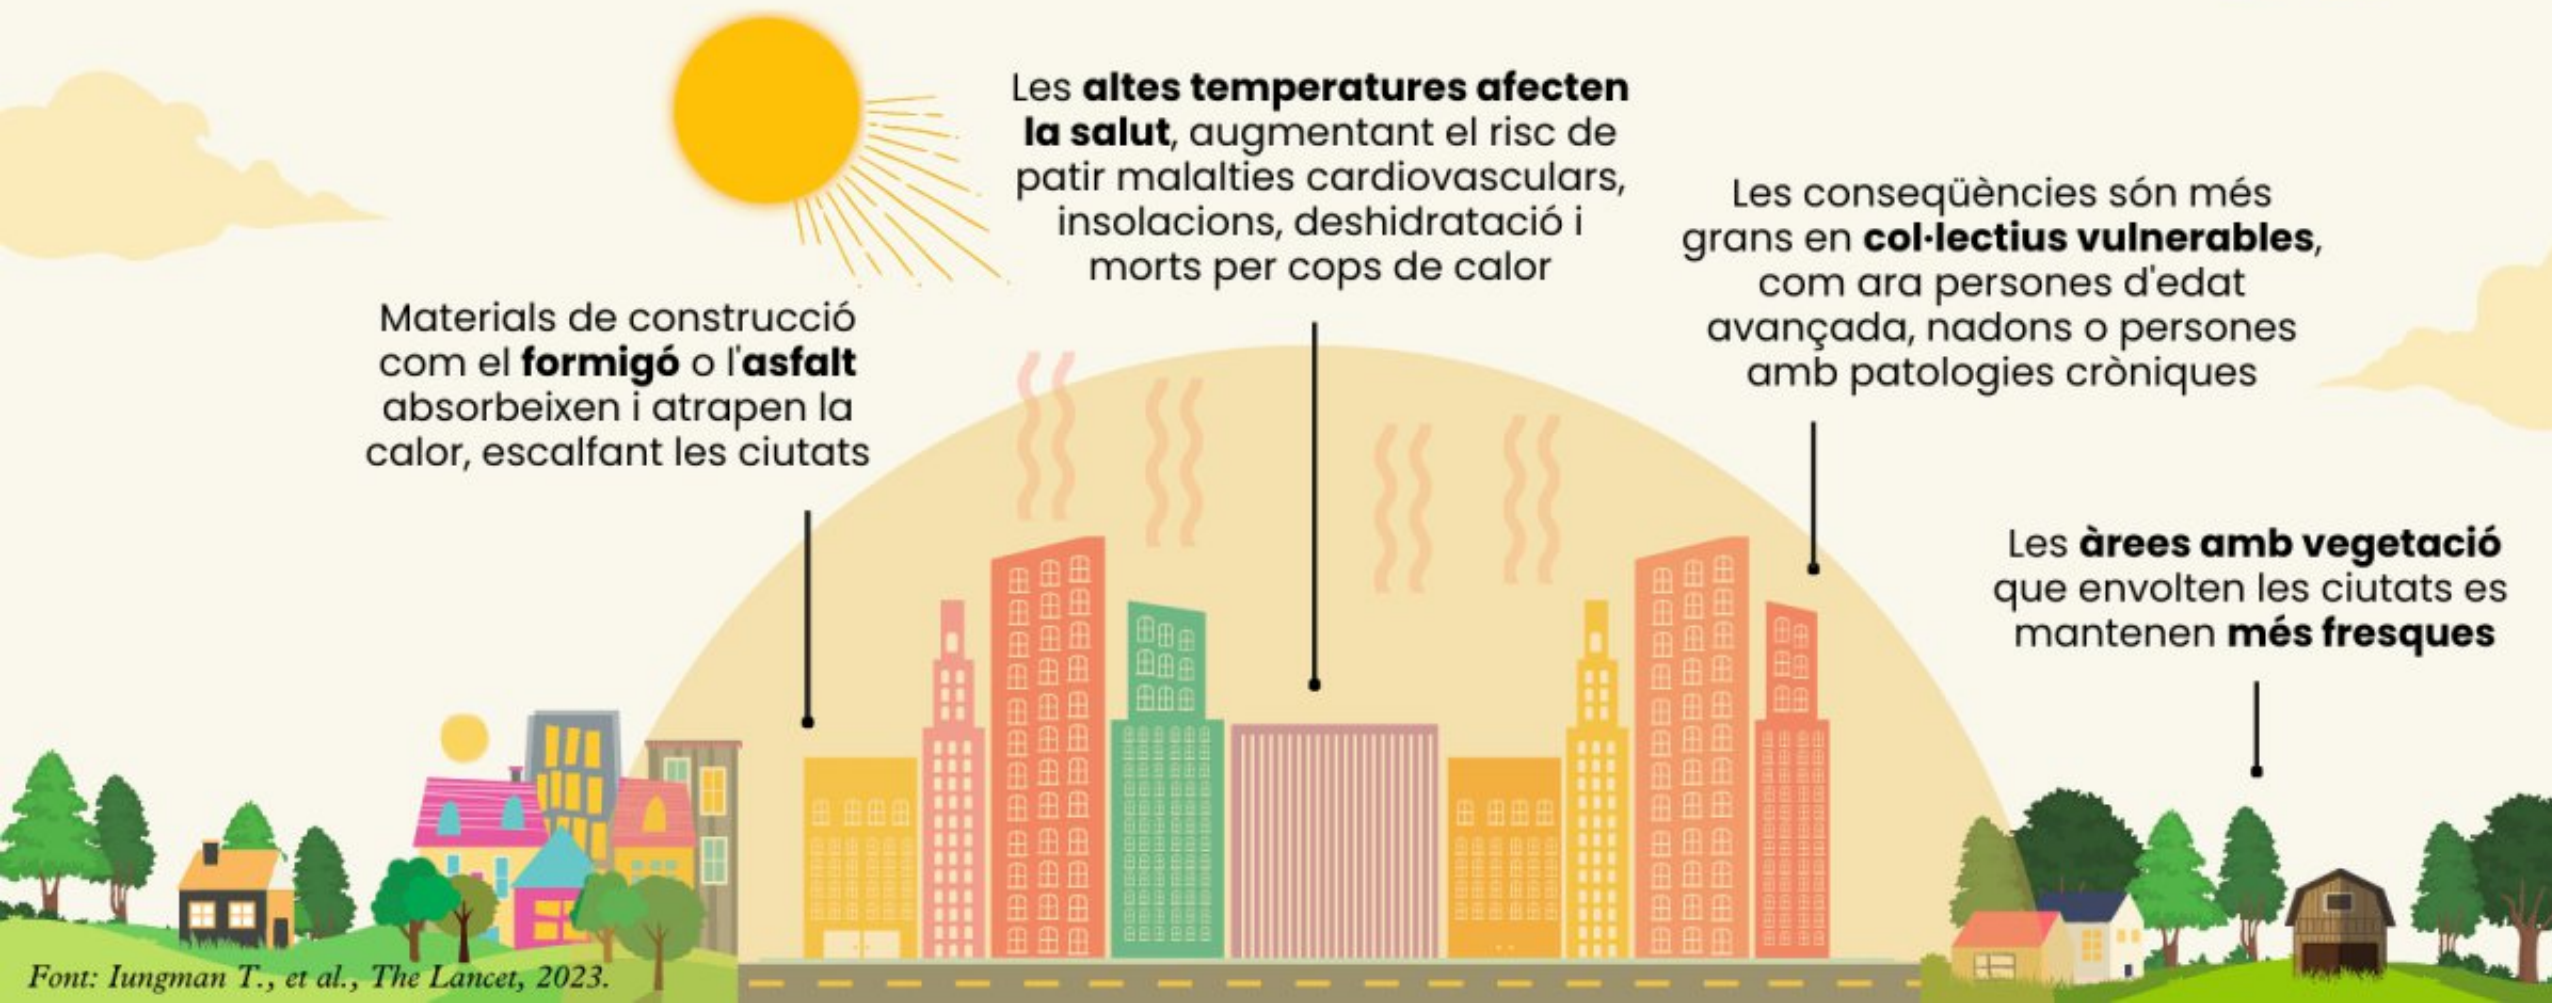 Les altes temperatures afecten
la salut, augmentant el risc de
patir malalties cardiovasculars,
insolacions, deshidratació i
morts per cops de calor
Les conseqüències són més
grans en col·lectius vulnerables,
com ara persones d'edat
avançada, nadons o persones
amb patologies cròniques
Materials de construcció
com el formigó o l'asfalt
absorbeixen i atrapen la
calor, escalfant les ciutats
Les àrees amb vegetació
que envolten les ciutats es
mantenen més fresques
Font: Iungman T., et al., The Lancet, 2023.